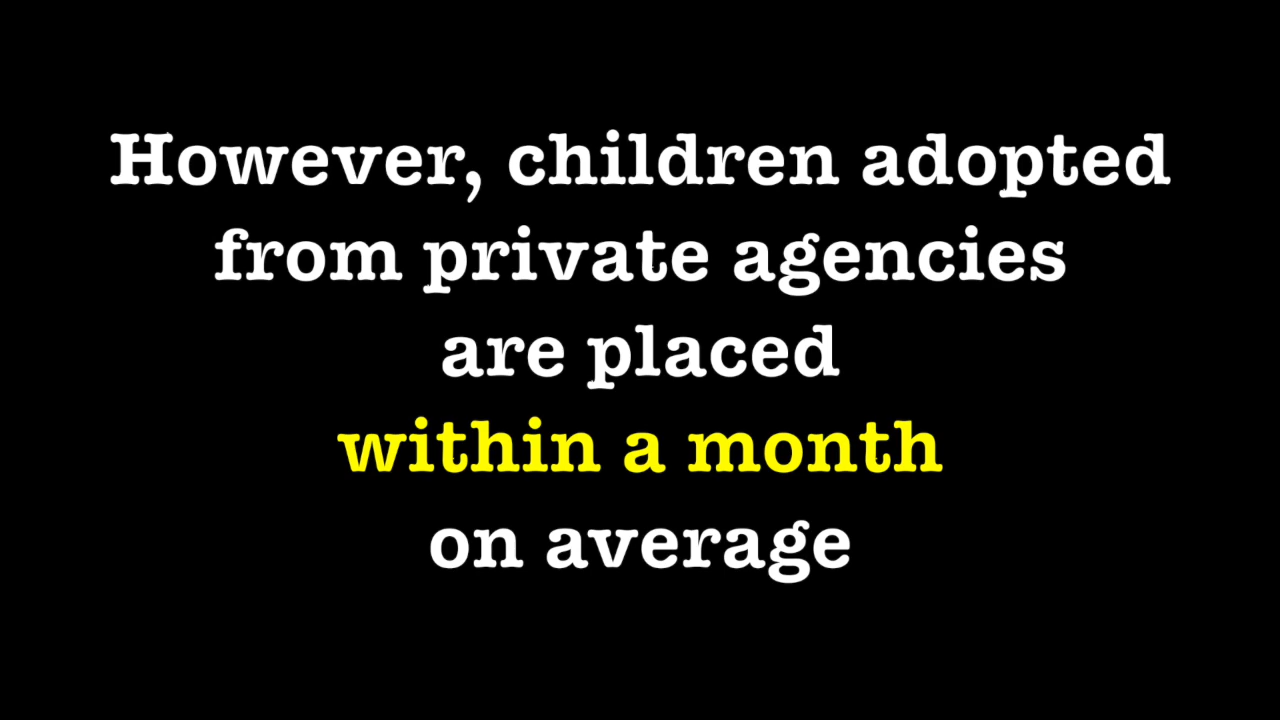 However, children adopted
from private agencies
are placed
within a month
on average